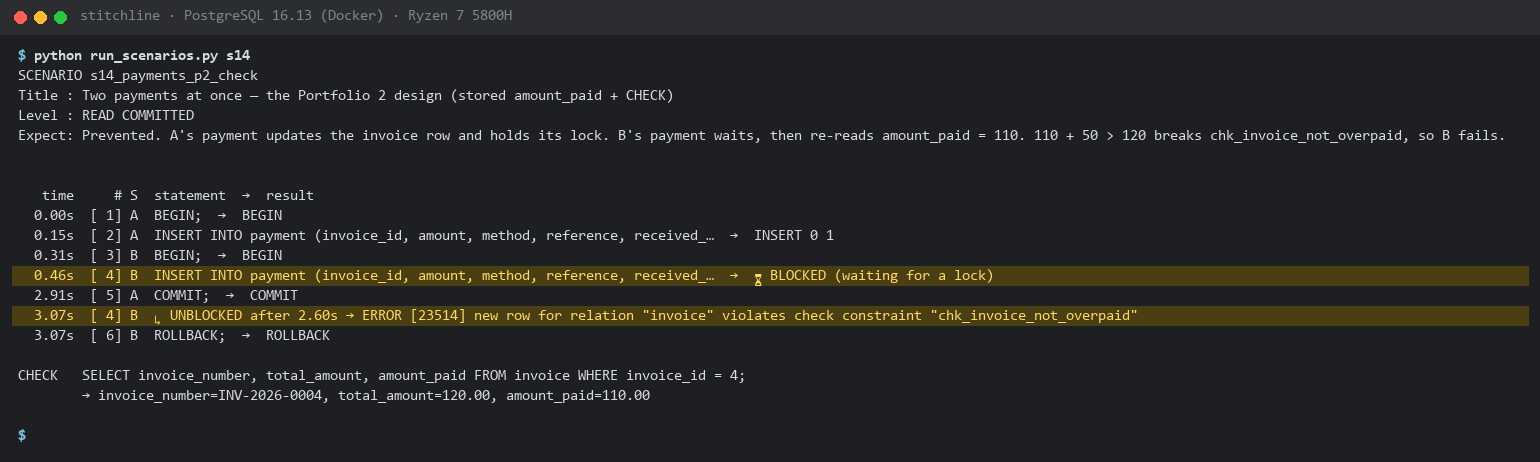 stitchline · PostgreSQL 16.13 (Docker) · Ryzen 7 5800H
$ python run_scenarios.py s14
SCENARIO s14_payments_p2_check
Title : Two payments at once — the Portfolio 2 design (stored amount_paid + CHECK)
Level : READ COMMITTED
Expect: Prevented. A's payment updates the invoice row and holds its lock. B's payment waits, then re-reads amount_paid = 110. 110 + 50 > 120 breaks chk_invoice_not_overpaid, so B fails.
time # S statement → result
0.00s [ 1] A BEGIN; → BEGIN
0.15s [ 2] A INSERT INTO payment (invoice_id, amount, method, reference, received_… → INSERT 0 1
0.31s [ 3] B BEGIN; → BEGIN
0.46s [ 4] B INSERT INTO payment (invoice_id, amount, method, reference, received_… → ⧗ BLOCKED (waiting for a lock)
2.91s [ 5] A COMMIT; → COMMIT
3.07s [ 4] B ↳ UNBLOCKED after 2.60s → ERROR [23514] new row for relation "invoice" violates check constraint "chk_invoice_not_overpaid"
3.07s [ 6] B ROLLBACK; → ROLLBACK
CHECK SELECT invoice_number, total_amount, amount_paid FROM invoice WHERE invoice_id = 4;
→ invoice_number=INV-2026-0004, total_amount=120.00, amount_paid=110.00
$